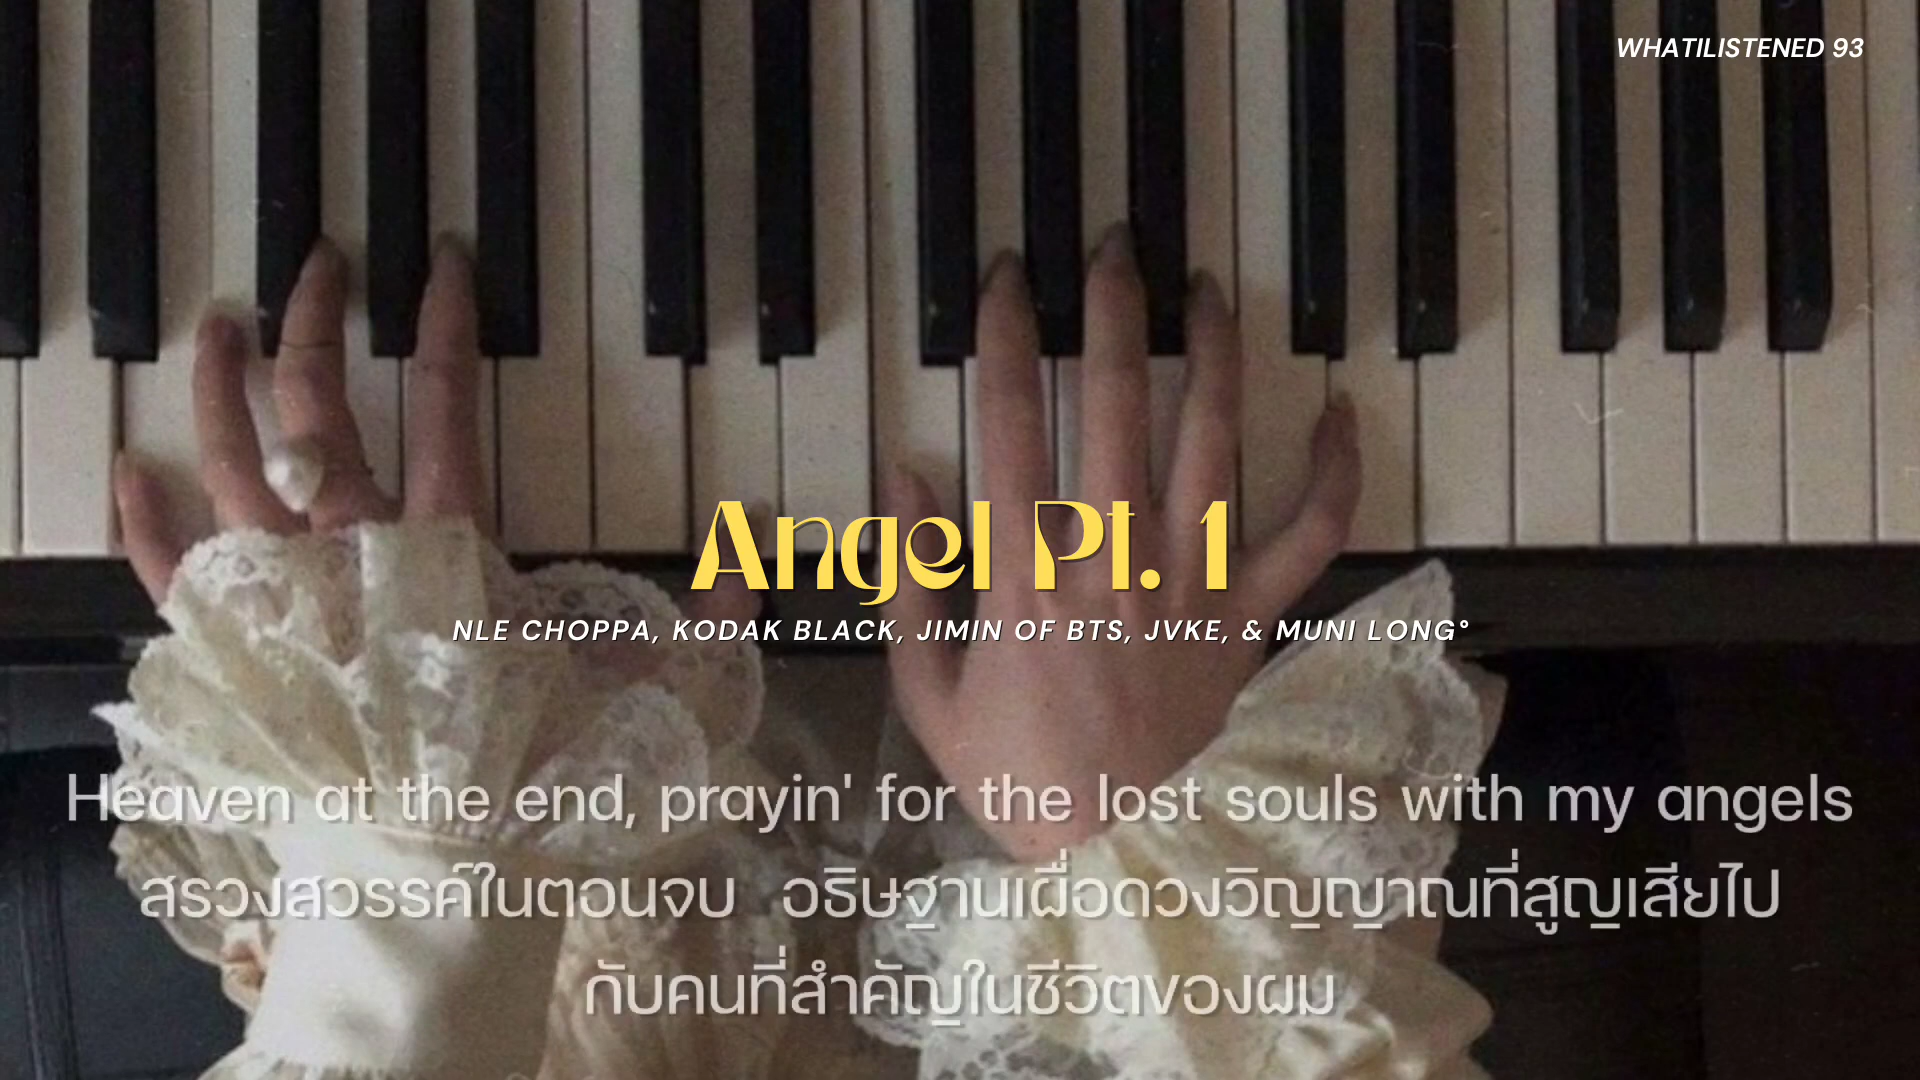 WHATILISTENED 93
Angel Pt. 1
NLE CHOPPA, KODAK BLACK, JIMIN OF BTS, JVKE, & MUNI LONG°
Heaven at the end, prayin' for the lost souls with my angels
สรวงสวรรค์ในตอนจบ อธิษฐานเผื่อดวงวิญญาณที่สูญเสียไป
กับคนที่สำคัญในชีวิตของผม